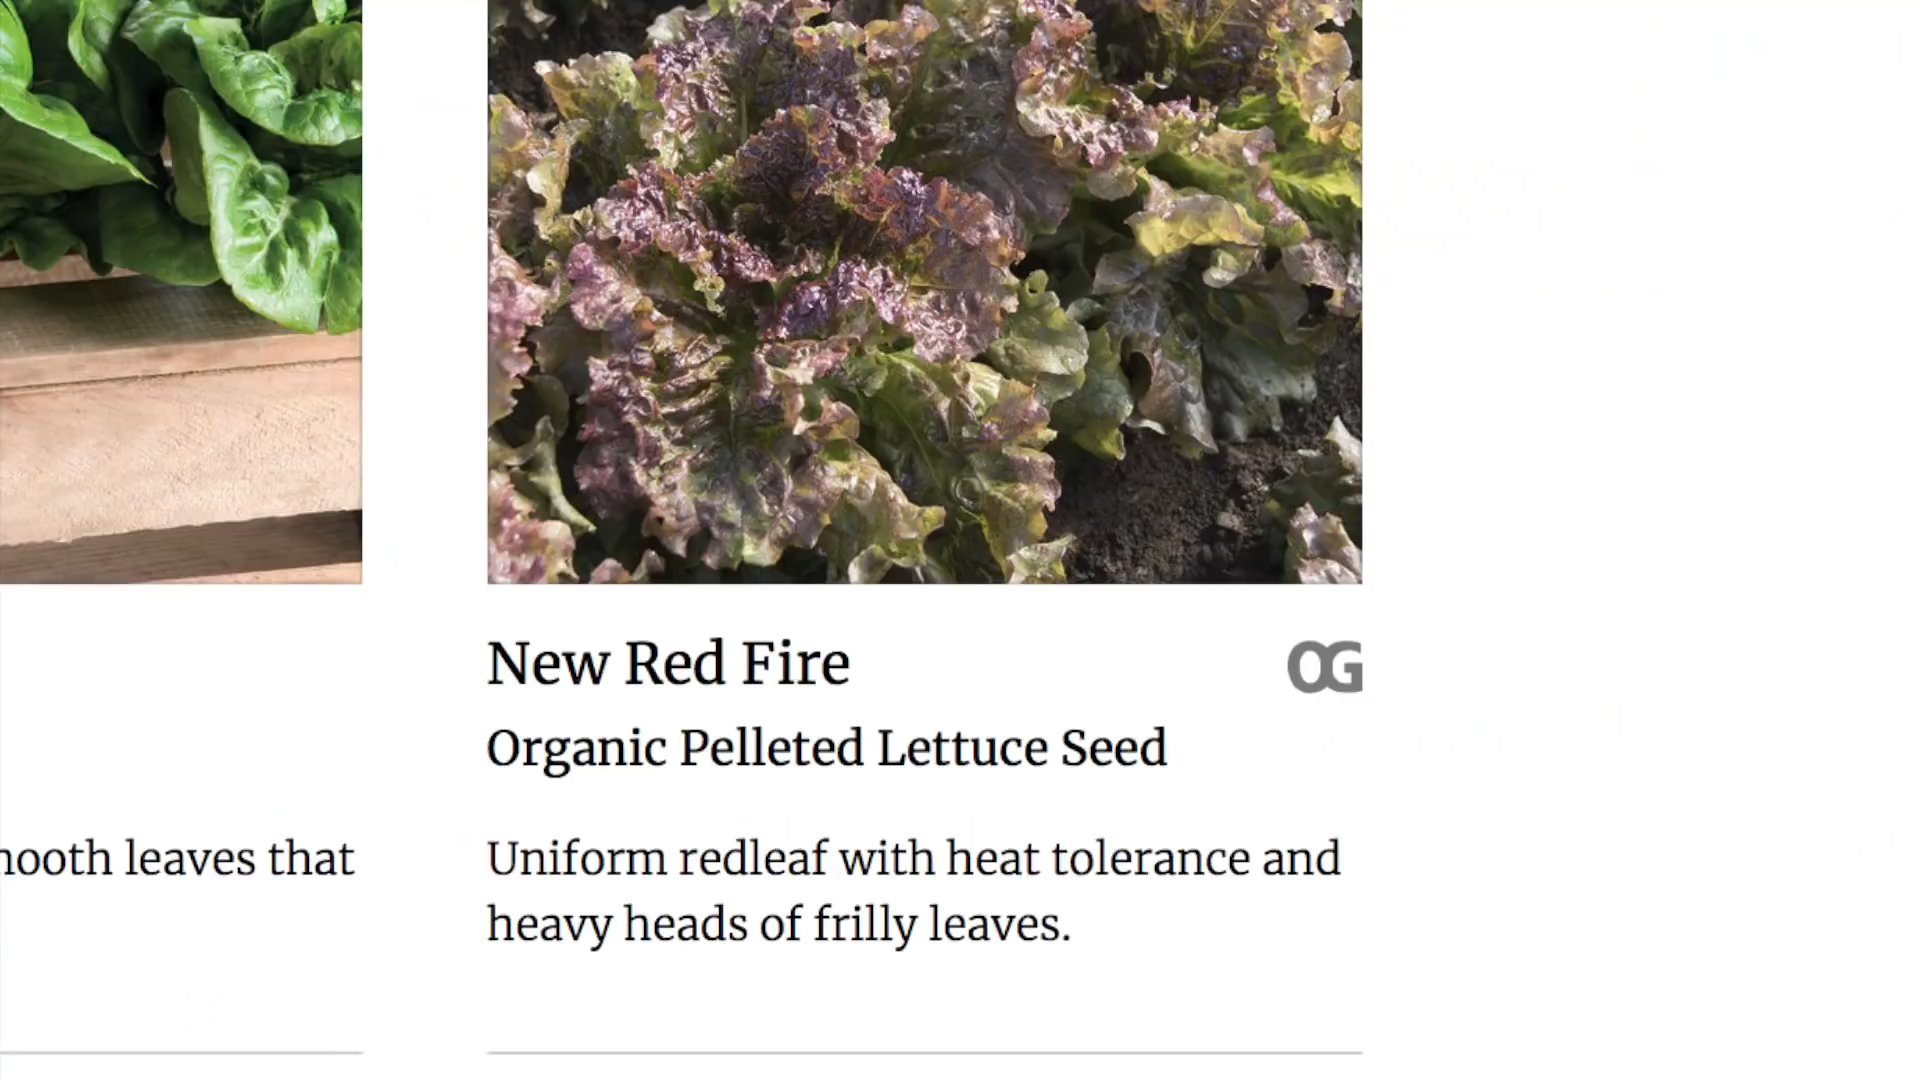 New Red Fire
OG
Organic Pelleted Lettuce Seed
leaves that
Uniform redleaf with heat tolerance and
heavy heads of frilly leaves.